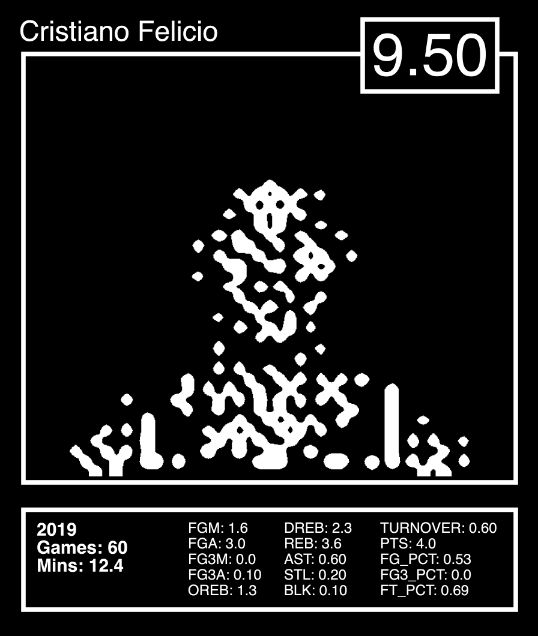 Cristiano Felicio
9.50
2019
Games: 60
Mins: 12.4
FGM: 1.6
FGA: 3.0
FG3M: 0.0
FG3A: 0.10
OREB: 1.3
DREB: 2.3
REB: 3.6
AST: 0.60
STL: 0.20
BLK: 0.10
TURNOVER: 0.60
PTS: 4.0
FG_PCT: 0.53
FG3_PCT: 0.0
FT_PCT: 0.69